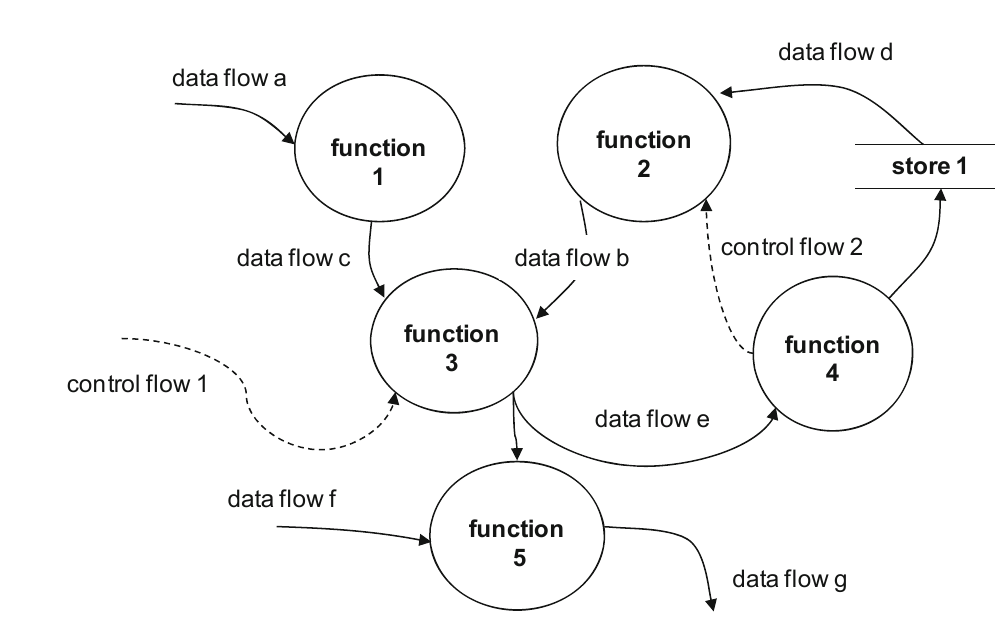 data flow d
data flow a
function
1
function
2
store 1
data flow c
data flow b
control flow 2
function
3
function
4
control flow 1
data flow e
data flow f
function
5
data flow g